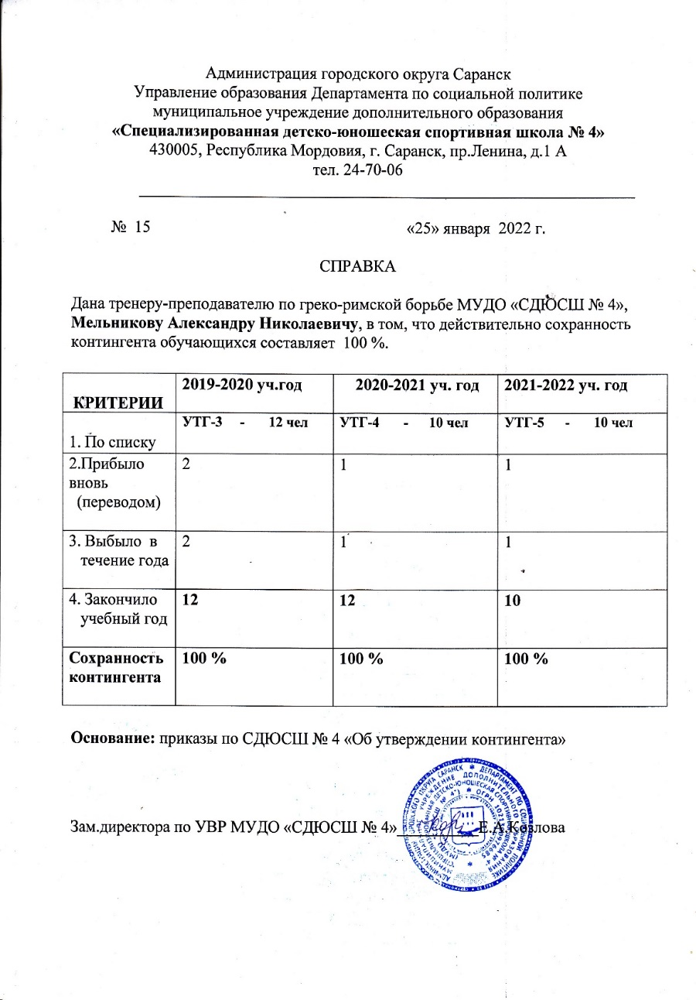 Администрация городского округа Саранск
Управление образования Департамента по социальной политике
муниципальное учреждение дополнительного образования
«Специализированная детско-юношеская спортивная школа № 4»
430005, Республика Мордовия, г. Саранск, пр.Ленина, д.1 А
тел. 24-70-06
№ 15 «25» января 2022 г.
СПРАВКА
Дана тренеру-преподавателю по греко-римской борьбе МУДО «СДЮСШ № 4»,
Мельникову Александру Николаевичу, в том, что действительно сохранность
контингента обучающихся составляет 100 %.
КРИТЕРИИ 2019-2020 уч.год 2020-2021 уч. год 2021-2022 уч. год
1. По списку УТГ-3 - 12 чел УТГ-4 - 10 чел УТГ-5 - 10 чел
2.Прибыло 2 1 1
вновь
(переводом)
3. Выбыло в 2 1 1
течение года
4. Закончило 12 12 10
учебный год
Сохранность 100 % 100 % 100 %
контингента
Основание: приказы по СДЮСШ № 4 «Об утверждении контингента»
Зам.директора по УВР МУДО «СДЮСШ № 4» Е.А.Козлова